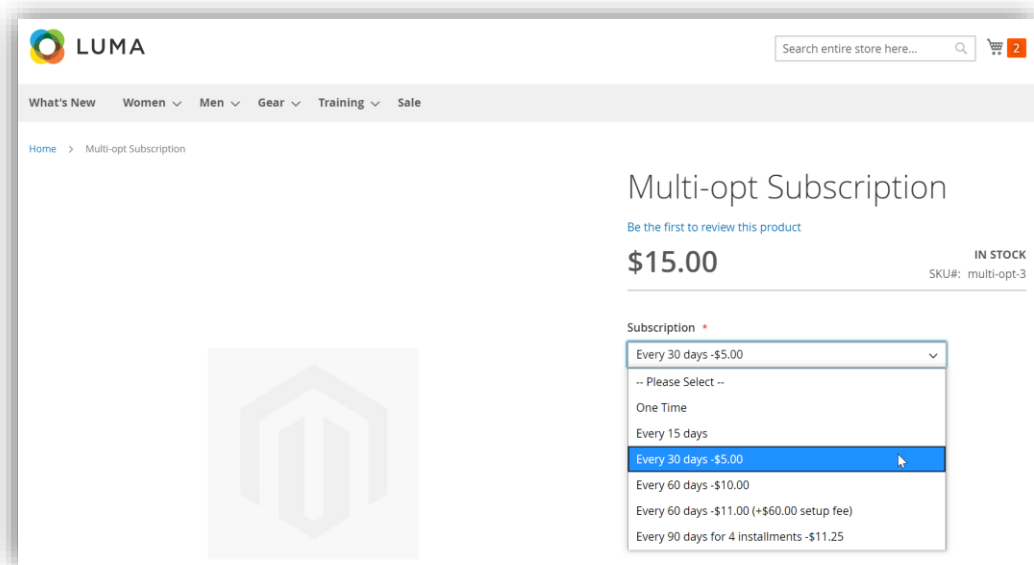 LUMA
Search entire store here...
2
What's New Women Men Gear Training Sale
Home > Multi-opt Subscription
Multi-opt Subscription
Be the first to review this product
$15.00
IN STOCK
SKU#: multi-opt-3
Subscription *
Every 30 days -$5.00
-- Please Select --
One Time
Every 15 days
Every 30 days -$5.00
Every 60 days -$10.00
Every 60 days -$11.00 (+$60.00 setup fee)
Every 90 days for 4 installments -$11.25